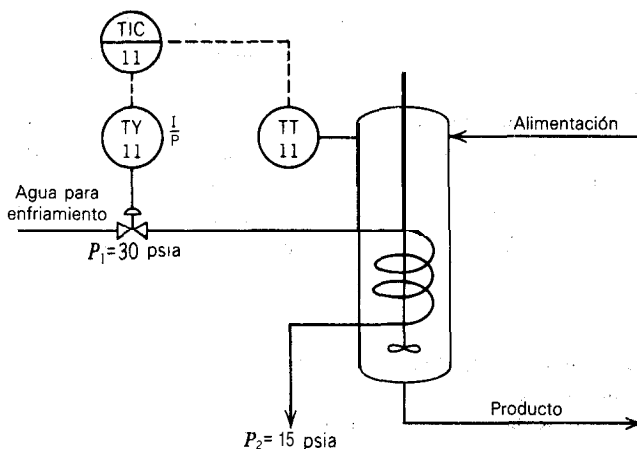 TIC
11
TY
11
I
P
TT
11
Alimentación
Agua para
enfriamiento
P₁=30 psia
Producto
P₂=15 psia